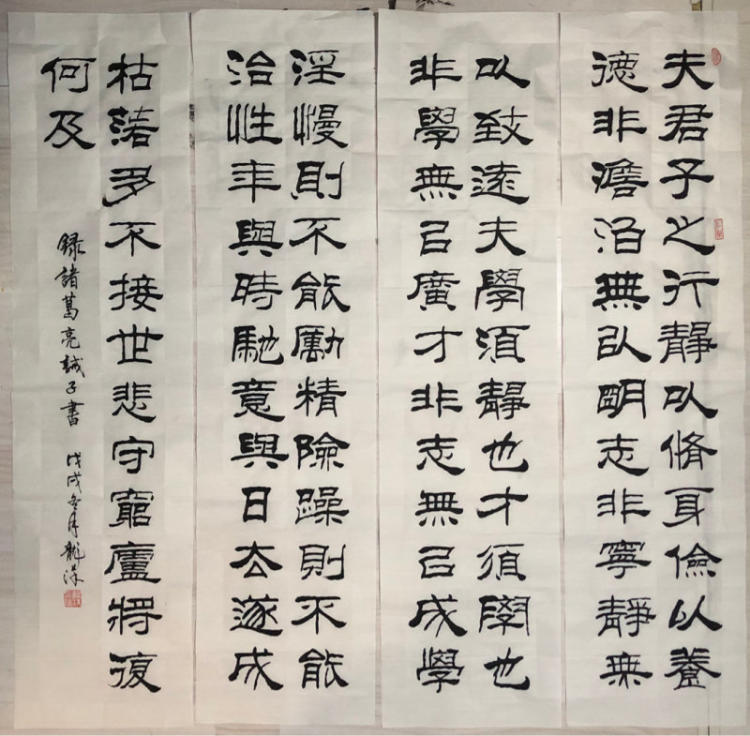 夫君子之行靜以脩身儉以養
德非澹泊無以明志非寧靜無
以致遠夫學須靜也才須學也
非學無以廣才非志無以成學
淫慢則不能勵精險躁則不能
治性年與時馳意與日去遂成
枯落多不接世悲守窮廬將復
何及
錄諸葛亮誡子書
戊戌冬月龍